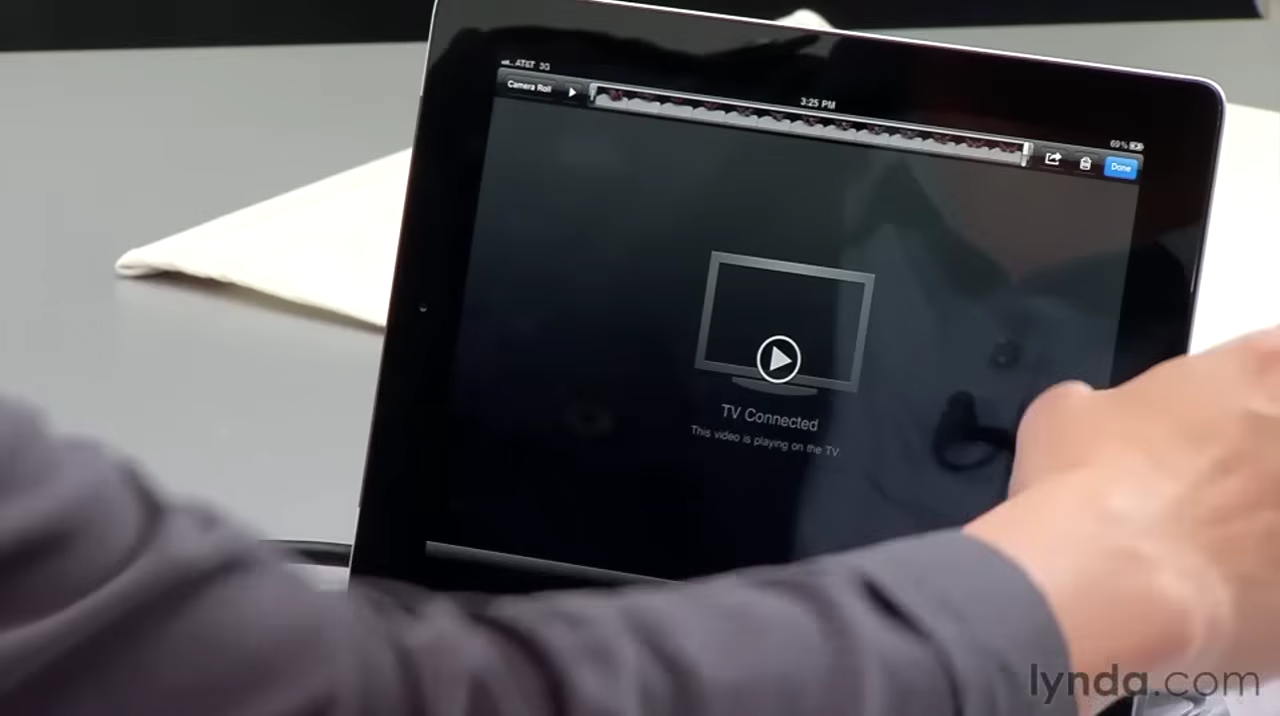 AT&T 3G
3:25 PM
69%
Camera Roll
Done
TV Connected
This video is playing on the TV.
lynda.com